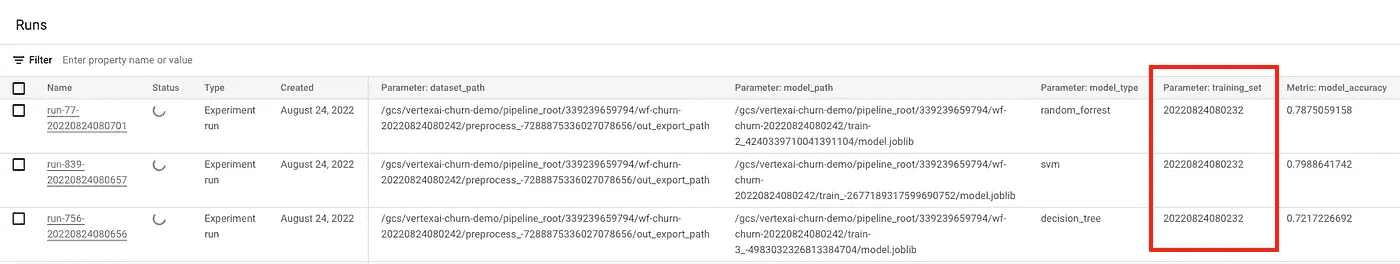 Runs
Filter Enter property name or value
Name Status Type Created Parameter: dataset_path Parameter: model_path Parameter: model_type Parameter: training_set Metric: model_accuracy
run-77- Experiment August 24, 2022 /gcs/vertexai-churn-demo/pipeline_root/339239659794/wf-churn- /gcs/vertexai-churn-demo/pipeline_root/339239659794/wf- random_forrest 20220824080232 0.7875059158
20220824080701 run 20220824080242/preprocess_-7288875336027078656/out_export_path churn-20220824080242/train-
2_4240339710041391104/model.joblib
run-839- Experiment August 24, 2022 /gcs/vertexai-churn-demo/pipeline_root/339239659794/wf-churn- /gcs/vertexai-churn-demo/pipeline_root/339239659794/wf- svm 20220824080232 0.7988641742
20220824080657 run 20220824080242/preprocess_-7288875336027078656/out_export_path churn-
20220824080242/train_-2677189317599690752/model.joblib
run-756- Experiment August 24, 2022 /gcs/vertexai-churn-demo/pipeline_root/339239659794/wf-churn- /gcs/vertexai-churn-demo/pipeline_root/339239659794/wf- decision_tree 20220824080232 0.7217226692
20220824080656 run 20220824080242/preprocess_-7288875336027078656/out_export_path churn-20220824080242/train-
3_-4983032326813384704/model.joblib